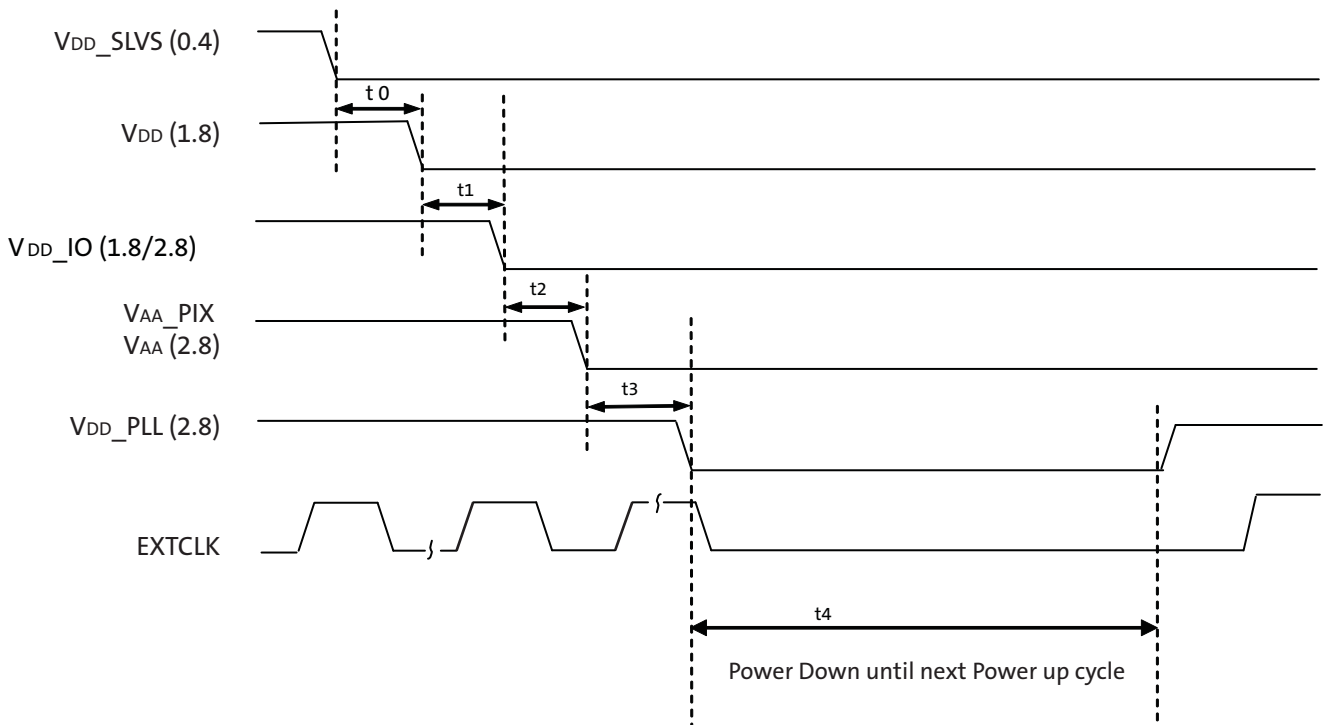 VDD_SLVS (0.4)
t 0
VDD (1.8)
t1
VDD_IO (1.8/2.8)
t2
VAA_PIX
VAA (2.8)
t3
VDD_PLL (2.8)
EXTCLK
t4
Power Down until next Power up cycle